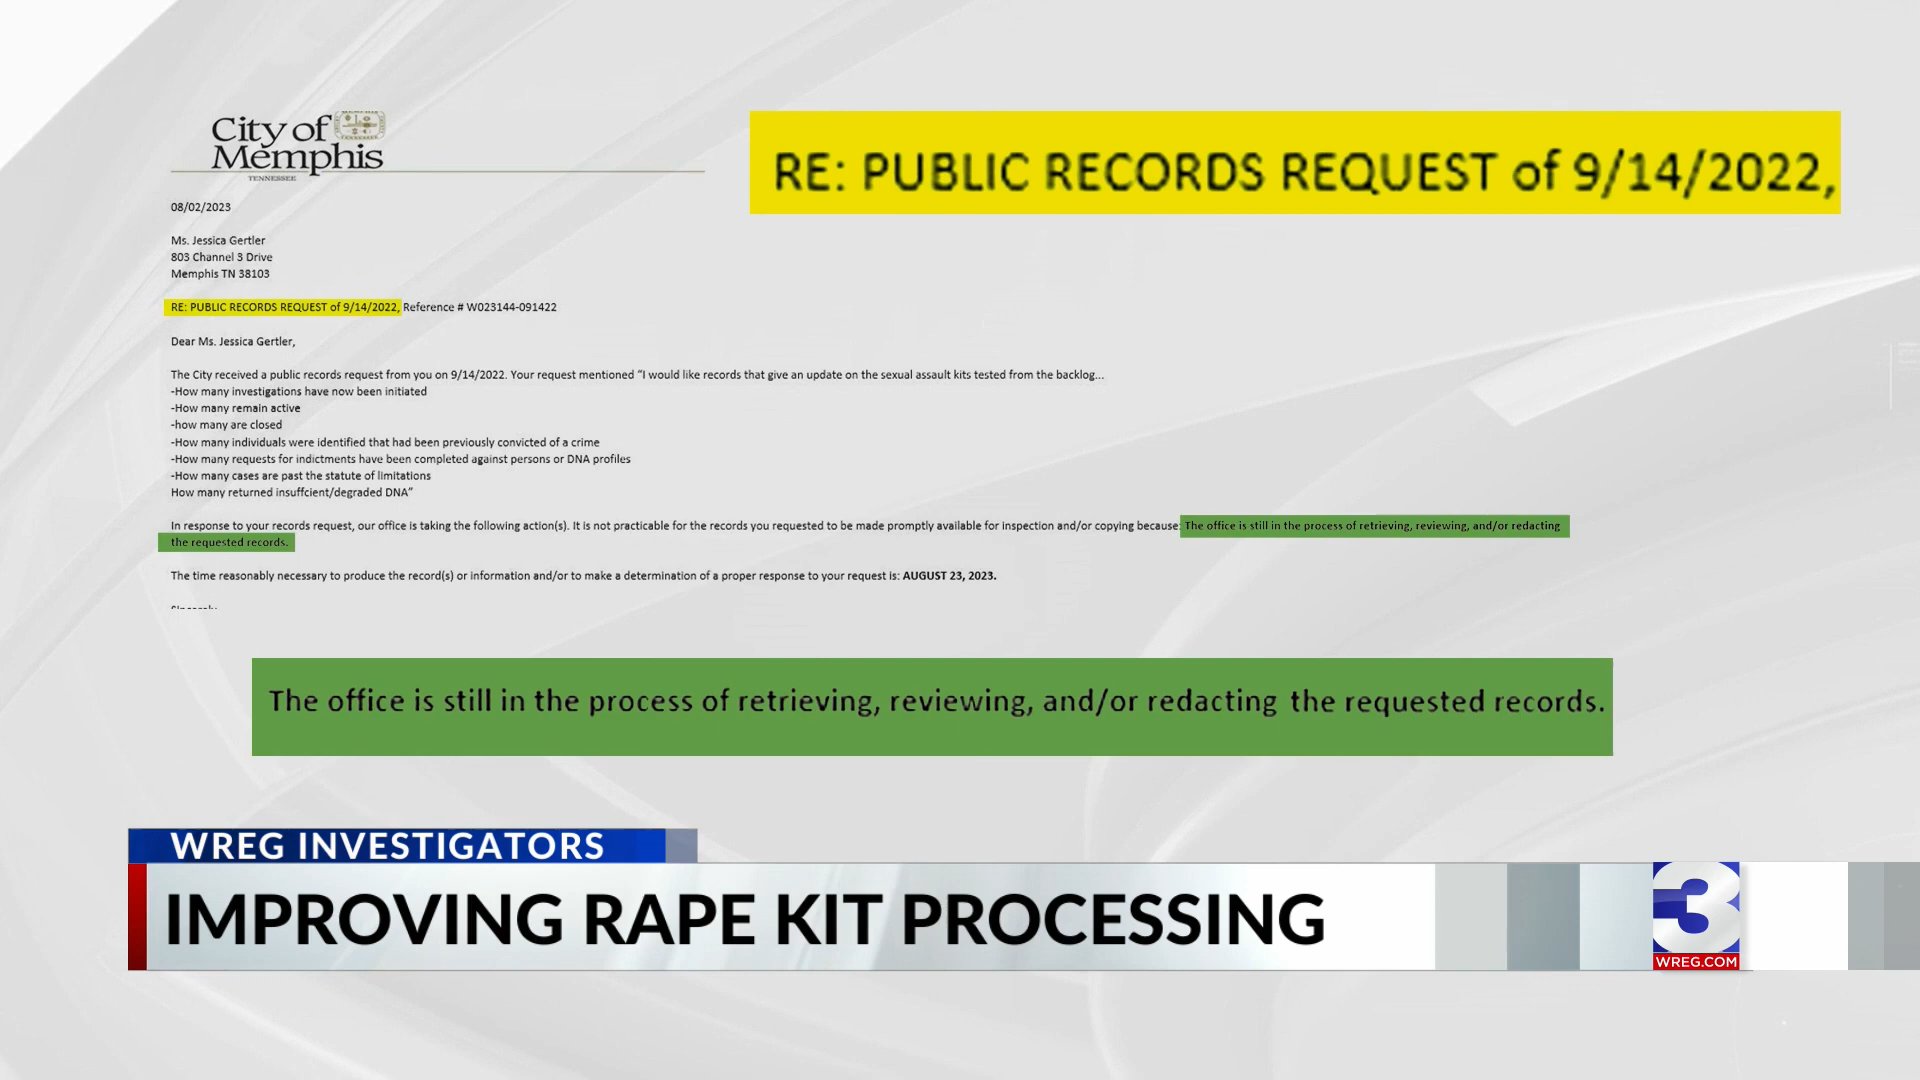 City of
Memphis
TENNESSEE
RE: PUBLIC RECORDS REQUEST of 9/14/2022,
08/02/2023
Ms. Jessica Gertler
803 Channel 3 Drive
Memphis TN 38103
RE: PUBLIC RECORDS REQUEST of 9/14/2022, Reference # W023144-091422
Dear Ms. Jessica Gertler,
The City received a public records request from you on 9/14/2022. Your request mentioned “I would like records that give an update on the sexual assault kits tested from the backlog...
-How many investigations have now been initiated
-How many remain active
-how many are closed
-How many individuals were identified that had been previously convicted of a crime
-How many requests for indictments have been completed against persons or DNA profiles
-How many cases are past the statute of limitations
How many returned insuffcient/degraded DNA”
In response to your records request, our office is taking the following action(s). It is not practicable for the records you requested to be made promptly available for inspection and/or copying because: The office is still in the process of retrieving, reviewing, and/or redacting
the requested records.
The time reasonably necessary to produce the record(s) or information and/or to make a determination of a proper response to your request is: AUGUST 23, 2023.
The office is still in the process of retrieving, reviewing, and/or redacting the requested records.
WREG INVESTIGATORS
IMPROVING RAPE KIT PROCESSING
3
WREG.COM